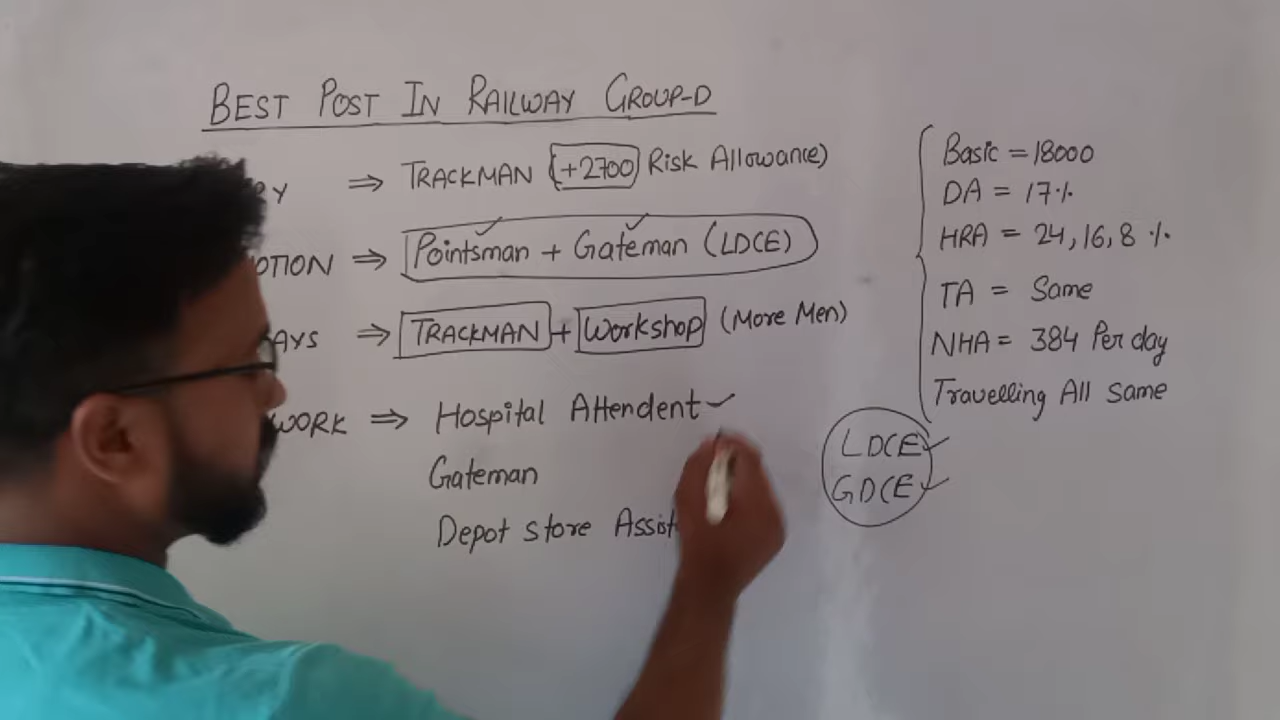 BEST POST IN RAILWAY GROUP-D
RY ⇒ TRACKMAN (+2700 Risk Allowance)
OTION ⇒ Pointsman + Gateman (LDCE)
AYS ⇒ TRACKMAN + Workshop (More Men)
WORK ⇒ Hospital Attendent
Gateman
Depot store Assist
Basic = 18000
DA = 17%
HRA = 24, 16, 8 %
TA = Same
NHA = 384 Per day
Travelling All same
LDCE
GDCE